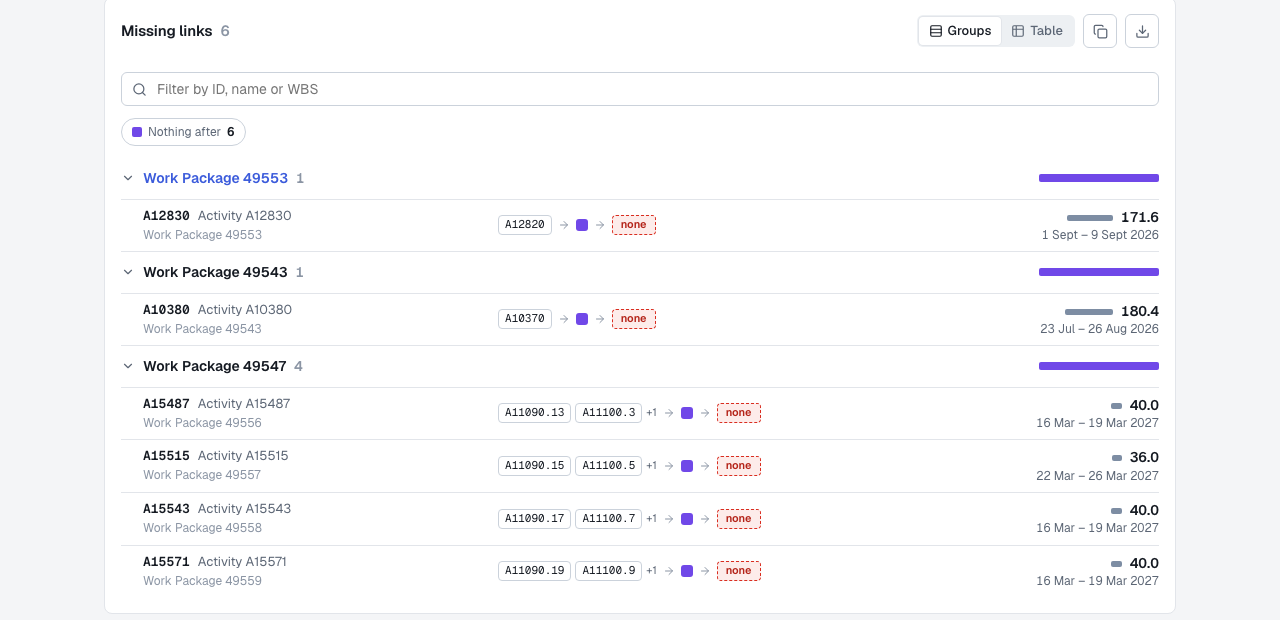 Missing links 6
Groups Table
Filter by ID, name or WBS
Nothing after 6
Work Package 49553 1
A12830 Activity A12830
Work Package 49553
A12820 → → none
171.6
1 Sept – 9 Sept 2026
Work Package 49543 1
A10380 Activity A10380
Work Package 49543
A10370 → → none
180.4
23 Jul – 26 Aug 2026
Work Package 49547 4
A15487 Activity A15487
Work Package 49556
A11090.13 A11100.3 +1 → → none
40.0
16 Mar – 19 Mar 2027
A15515 Activity A15515
Work Package 49557
A11090.15 A11100.5 +1 → → none
36.0
22 Mar – 26 Mar 2027
A15543 Activity A15543
Work Package 49558
A11090.17 A11100.7 +1 → → none
40.0
16 Mar – 19 Mar 2027
A15571 Activity A15571
Work Package 49559
A11090.19 A11100.9 +1 → → none
40.0
16 Mar – 19 Mar 2027